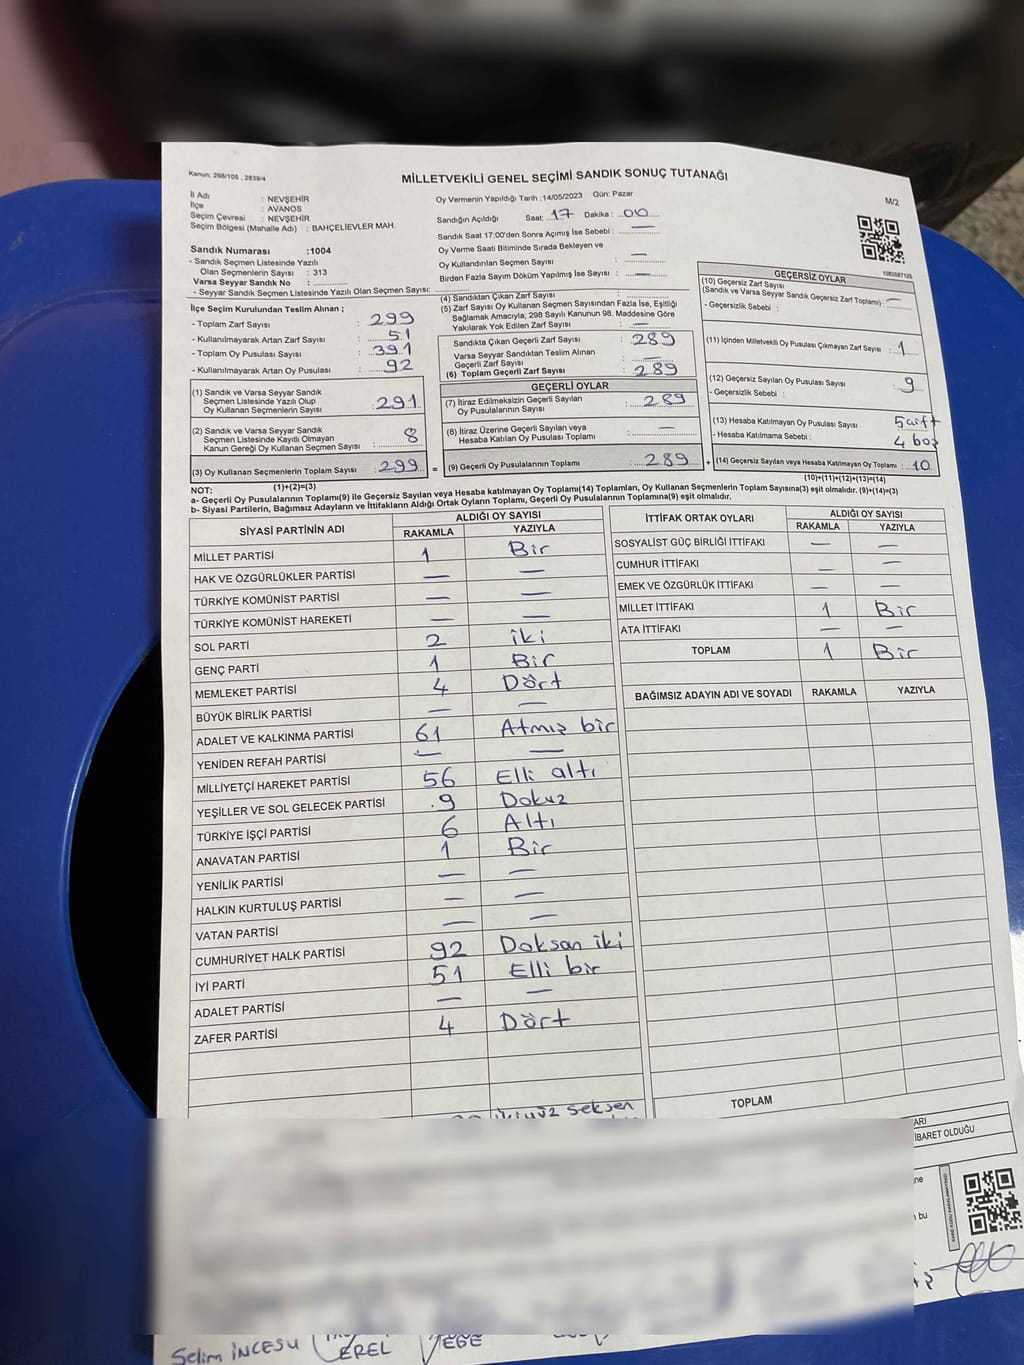 Kanun: 298/105 , 2839/4
MİLLETVEKİLİ GENEL SEÇİMİ SANDIK SONUÇ TUTANAĞI
M/2
İl Adı : NEVŞEHİR
İlçe : AVANOS
Seçim Çevresi : NEVŞEHİR
Seçim Bölgesi (Mahalle Adı) : BAHÇELİEVLER MAH.
Sandık Numarası :1004
- Sandık Seçmen Listesinde Yazılı
Olan Seçmenlerin Sayısı : 313
Varsa Seyyar Sandık No :
- Seyyar Sandık Seçmen Listesinde Yazılı Olan Seçmen Sayısı:
Oy Vermenin Yapıldığı Tarih :14/05/2023 Gün: Pazar
Sandığın Açıldığı Saat: 17 Dakika : 00
Sandık Saat 17:00'den Sonra Açımış İse Sebebi : —
Oy Verme Saati Bitiminde Sırada Bekleyen ve
Oy Kullandırılan Seçmen Sayısı : —
Birden Fazla Sayım Döküm Yapılmış İse Sayısı : —
İlçe Seçim Kurulundan Teslim Alınan ;
- Toplam Zarf Sayısı : 299
- Kullanılmayarak Artan Zarf Sayısı : 51
- Toplam Oy Pusulası Sayısı : 391
- Kullanılmayarak Artan Oy Pusulası : 92
(1) Sandık ve Varsa Seyyar Sandık
Seçmen Listesinde Yazılı Olup
Oy Kullanan Seçmenlerin Sayısı : 291
(2) Sandık ve Varsa Seyyar Sandık
Seçmen Listesinde Kayıtlı Olmayan
Kanun Gereği Oy Kullanan Seçmen Sayısı : 8
(3) Oy Kullanan Seçmenlerin Toplam Sayısı : 299 =
(1)+(2)=(3)
(4) Sandıktan Çıkan Zarf Sayısı :
(5) Zarf Sayısı Oy Kullanan Seçmen Sayısından Fazla İse, Eşitliği
Sağlamak Amacıyla; 298 Sayılı Kanunun 98. Maddesine Göre
Yakılarak Yok Edilen Zarf Sayısı : —
Sandıkta Çıkan Geçerli Zarf Sayısı : 289
Varsa Seyyar Sandıktan Teslim Alınan
Geçerli Zarf Sayısı : —
(6) Toplam Geçerli Zarf Sayısı : 289
GEÇERLİ OYLAR
(7) İtiraz Edilmeksizin Geçerli Sayılan
Oy Pusulalarının Sayısı : 289
(8) İtiraz Üzerine Geçerli Sayılan veya
Hesaba Katılan Oy Pusulası Toplamı : —
(9) Geçerli Oy Pusulalarının Toplamı : 289 +
1083587125
GEÇERSİZ OYLAR
(10) Geçersiz Zarf Sayısı
(Sandık ve Varsa Seyyar Sandık Geçersiz Zarf Toplamı) : —
- Geçersizlik Sebebi :
(11) İçinden Milletvekili Oy Pusulası Çıkmayan Zarf Sayısı : 1
(12) Geçersiz Sayılan Oy Pusulası Sayısı : 9
- Geçersizlik Sebebi :
(13) Hesaba Katılmayan Oy Pusulası Sayısı 5 çift
- Hesaba Katılmama Sebebi : 4 boş
(14) Geçersiz Sayılan veya Hesaba Katılmayan Oy Toplamı : 10
(10)+(11)+(12)+(13)=(14)
NOT:
a- Geçerli Oy Pusulalarının Toplamı(9) ile Geçersiz Sayılan veya Hesaba katılmayan Oy Toplamı(14) Toplamları, Oy Kullanan Seçmenlerin Toplam Sayısına(3) eşit olmalıdır. (9)+(14)=(3)
b- Siyasi Partilerin, Bağımsız Adayların ve İttifakların Aldığı Ortak Oyların Toplamı, Geçerli Oy Pusulalarının Toplamına(9) eşit olmalıdır.
SİYASİ PARTİNİN ADI ALDIĞI OY SAYISI
RAKAMLA YAZIYLA
MİLLET PARTİSİ 1 Bir
HAK VE ÖZGÜRLÜKLER PARTİSİ — —
TÜRKİYE KOMÜNİST PARTİSİ — —
TÜRKİYE KOMÜNİST HAREKETİ — —
SOL PARTİ 2 iki
GENÇ PARTİ 1 Bir
MEMLEKET PARTİSİ 4 Dört
BÜYÜK BİRLİK PARTİSİ — —
ADALET VE KALKINMA PARTİSİ 61 Atmış bir
YENİDEN REFAH PARTİSİ — —
MİLLİYETÇİ HAREKET PARTİSİ 56 Elli altı
YEŞİLLER VE SOL GELECEK PARTİSİ 9 Dokuz
TÜRKİYE İŞÇİ PARTİSİ 6 Altı
ANAVATAN PARTİSİ 1 Bir
YENİLİK PARTİSİ — —
HALKIN KURTULUŞ PARTİSİ — —
VATAN PARTİSİ — —
CUMHURİYET HALK PARTİSİ 92 Doksan iki
İYİ PARTİ 51 Elli bir
ADALET PARTİSİ — —
ZAFER PARTİSİ 4 Dört
ikiyüz seksen
İTTİFAK ORTAK OYLARI ALDIĞI OY SAYISI
RAKAMLA YAZIYLA
SOSYALİST GÜÇ BİRLİĞİ İTTİFAKI — —
CUMHUR İTTİFAKI — —
EMEK VE ÖZGÜRLÜK İTTİFAKI — —
MİLLET İTTİFAKI 1 Bir
ATA İTTİFAKI — —
TOPLAM 1 Bir
BAĞIMSIZ ADAYIN ADI VE SOYADI RAKAMLA YAZIYLA
TOPLAM
ARI
İBARET OLDUĞU
ne
bu
Selim İNCESU EREL EGE